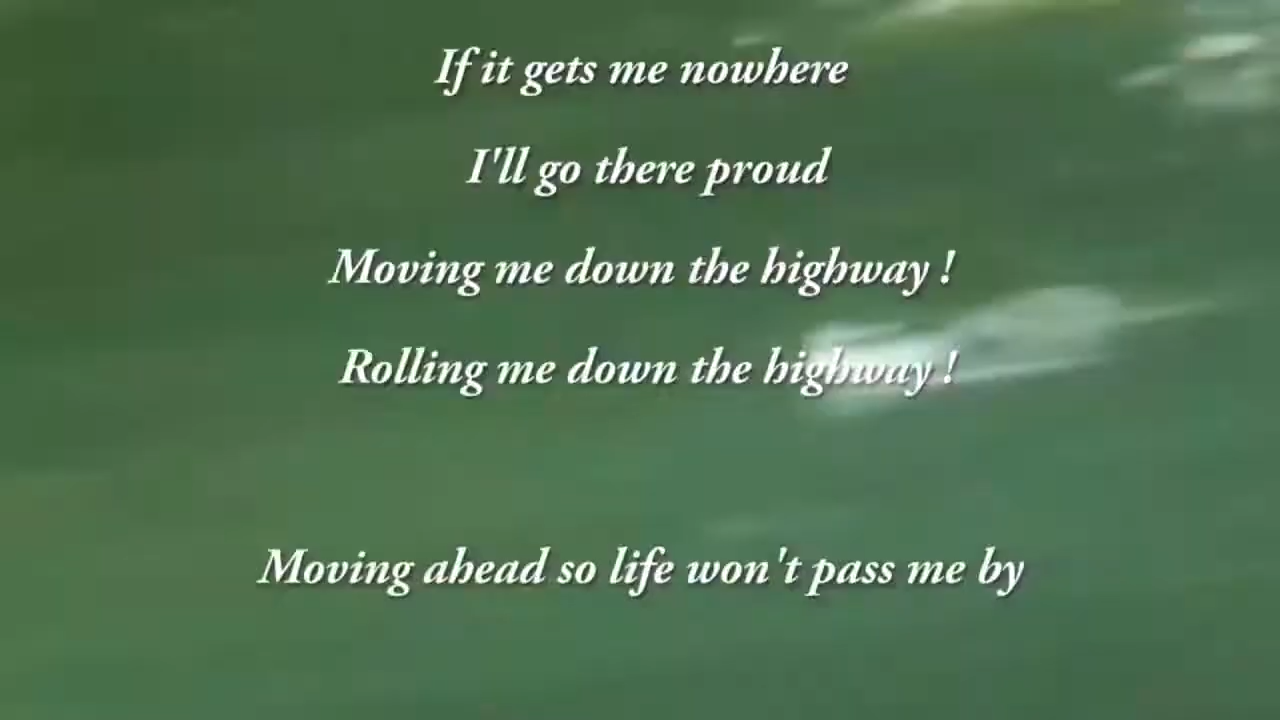 If it gets me nowhere
I'll go there proud
Moving me down the highway !
Rolling me down the highway !
Moving ahead so life won't pass me by